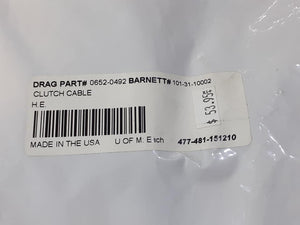 DRAG PART# 0652-0492 BARNETT# 101-31-10002
CLUTCH CABLE
H.E.
$ 53.95¢
MADE IN THE USA U OF M: Each 477-481-151210